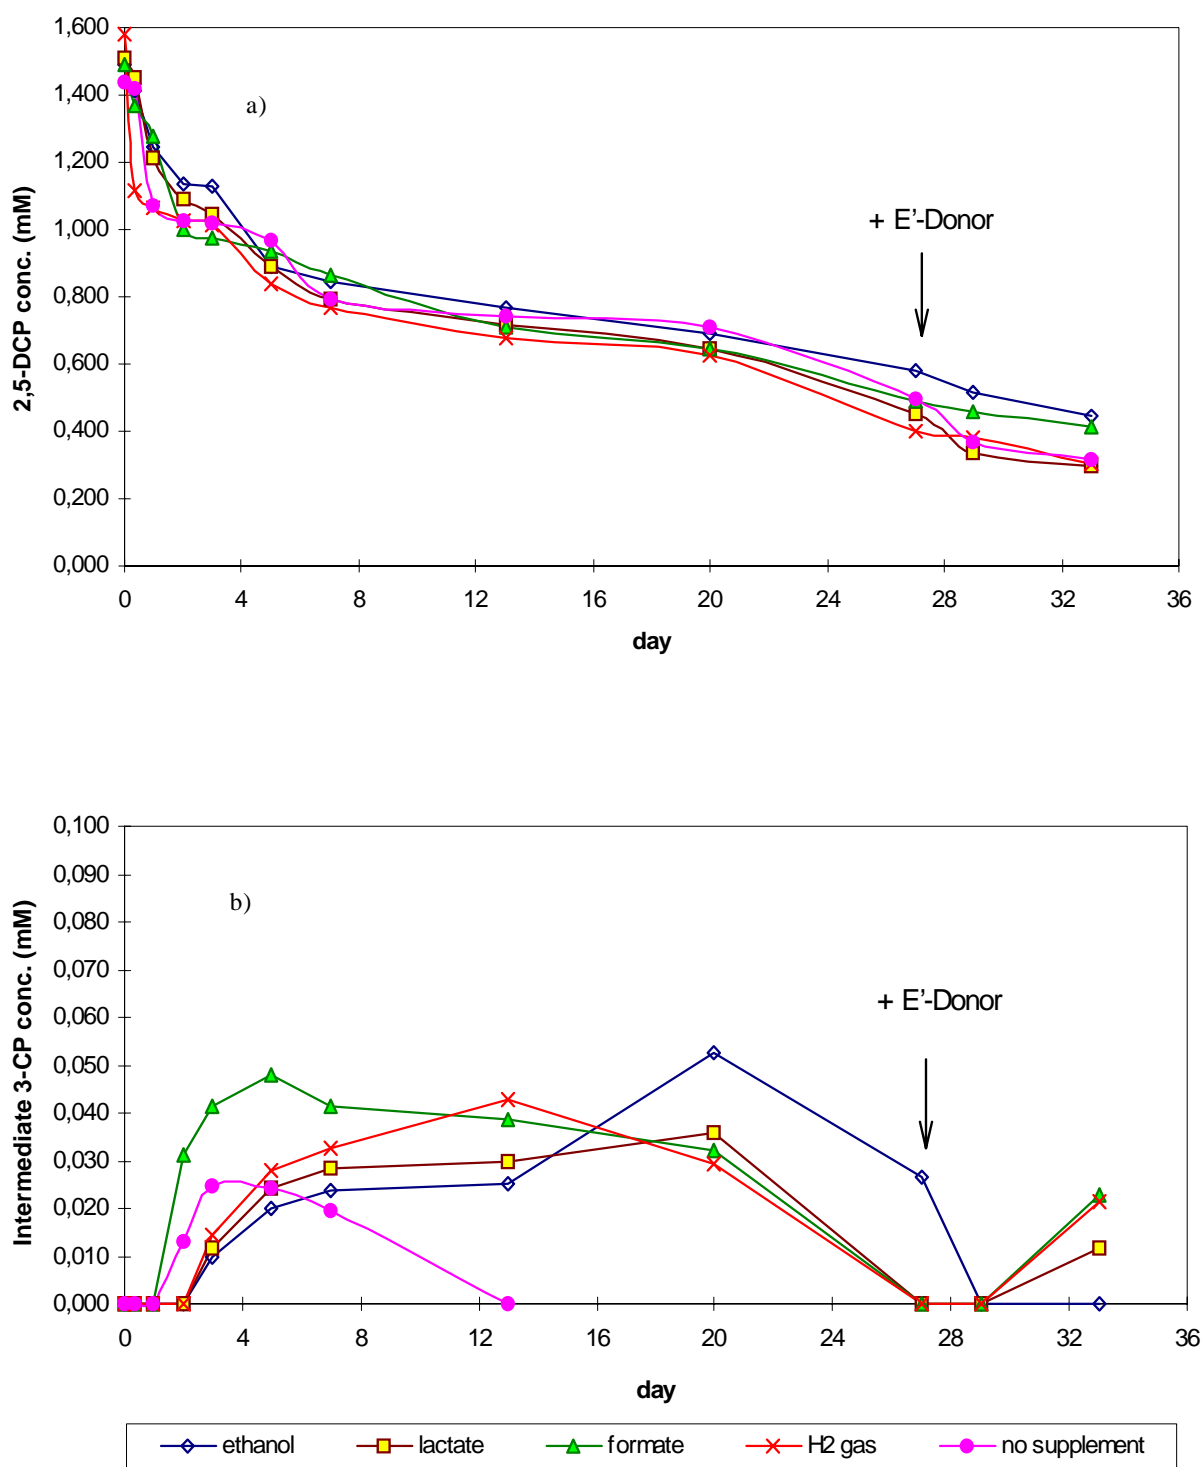 1,600
1,400
1,200
1,000
0,800
0,600
0,400
0,200
0,000
2,5-DCP conc. (mM)
a)
+ E'-Donor
0 4 8 12 16 20 24 28 32 36
day
0,100
0,090
0,080
0,070
0,060
0,050
0,040
0,030
0,020
0,010
0,000
Intermediate 3-CP conc. (mM)
b)
+ E'-Donor
0 4 8 12 16 20 24 28 32 36
day
ethanol lactate formate H2 gas no supplement